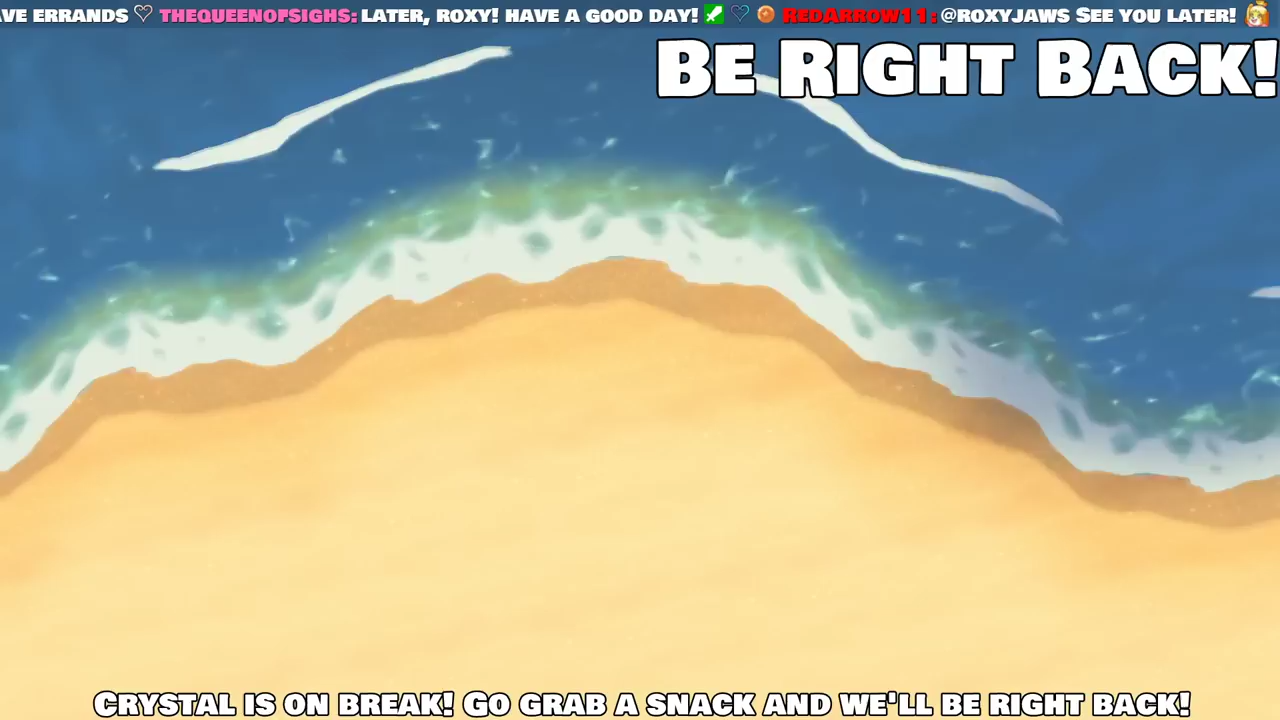 AVE ERRANDS THEQUEENOFSIGHS: LATER, ROXY! HAVE A GOOD DAY! REDARROW11: @ROXYJAWS SEE YOU LATER!
BE RIGHT BACK!
CRYSTAL IS ON BREAK! GO GRAB A SNACK AND WE'LL BE RIGHT BACK!